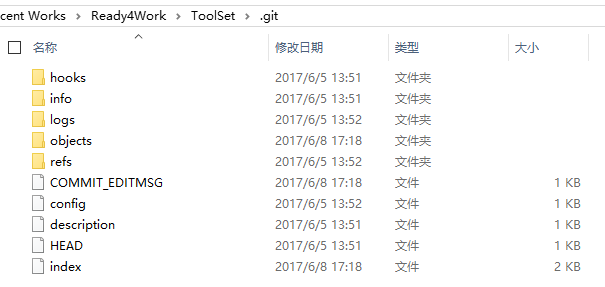 cent Works > Ready4Work > ToolSet > .git
名称 修改日期 类型 大小
hooks 2017/6/5 13:51 文件夹
info 2017/6/5 13:51 文件夹
logs 2017/6/5 13:52 文件夹
objects 2017/6/8 17:18 文件夹
refs 2017/6/5 13:52 文件夹
COMMIT_EDITMSG 2017/6/8 17:18 文件 1 KB
config 2017/6/5 13:52 文件 1 KB
description 2017/6/5 13:51 文件 1 KB
HEAD 2017/6/5 13:51 文件 1 KB
index 2017/6/8 17:18 文件 2 KB